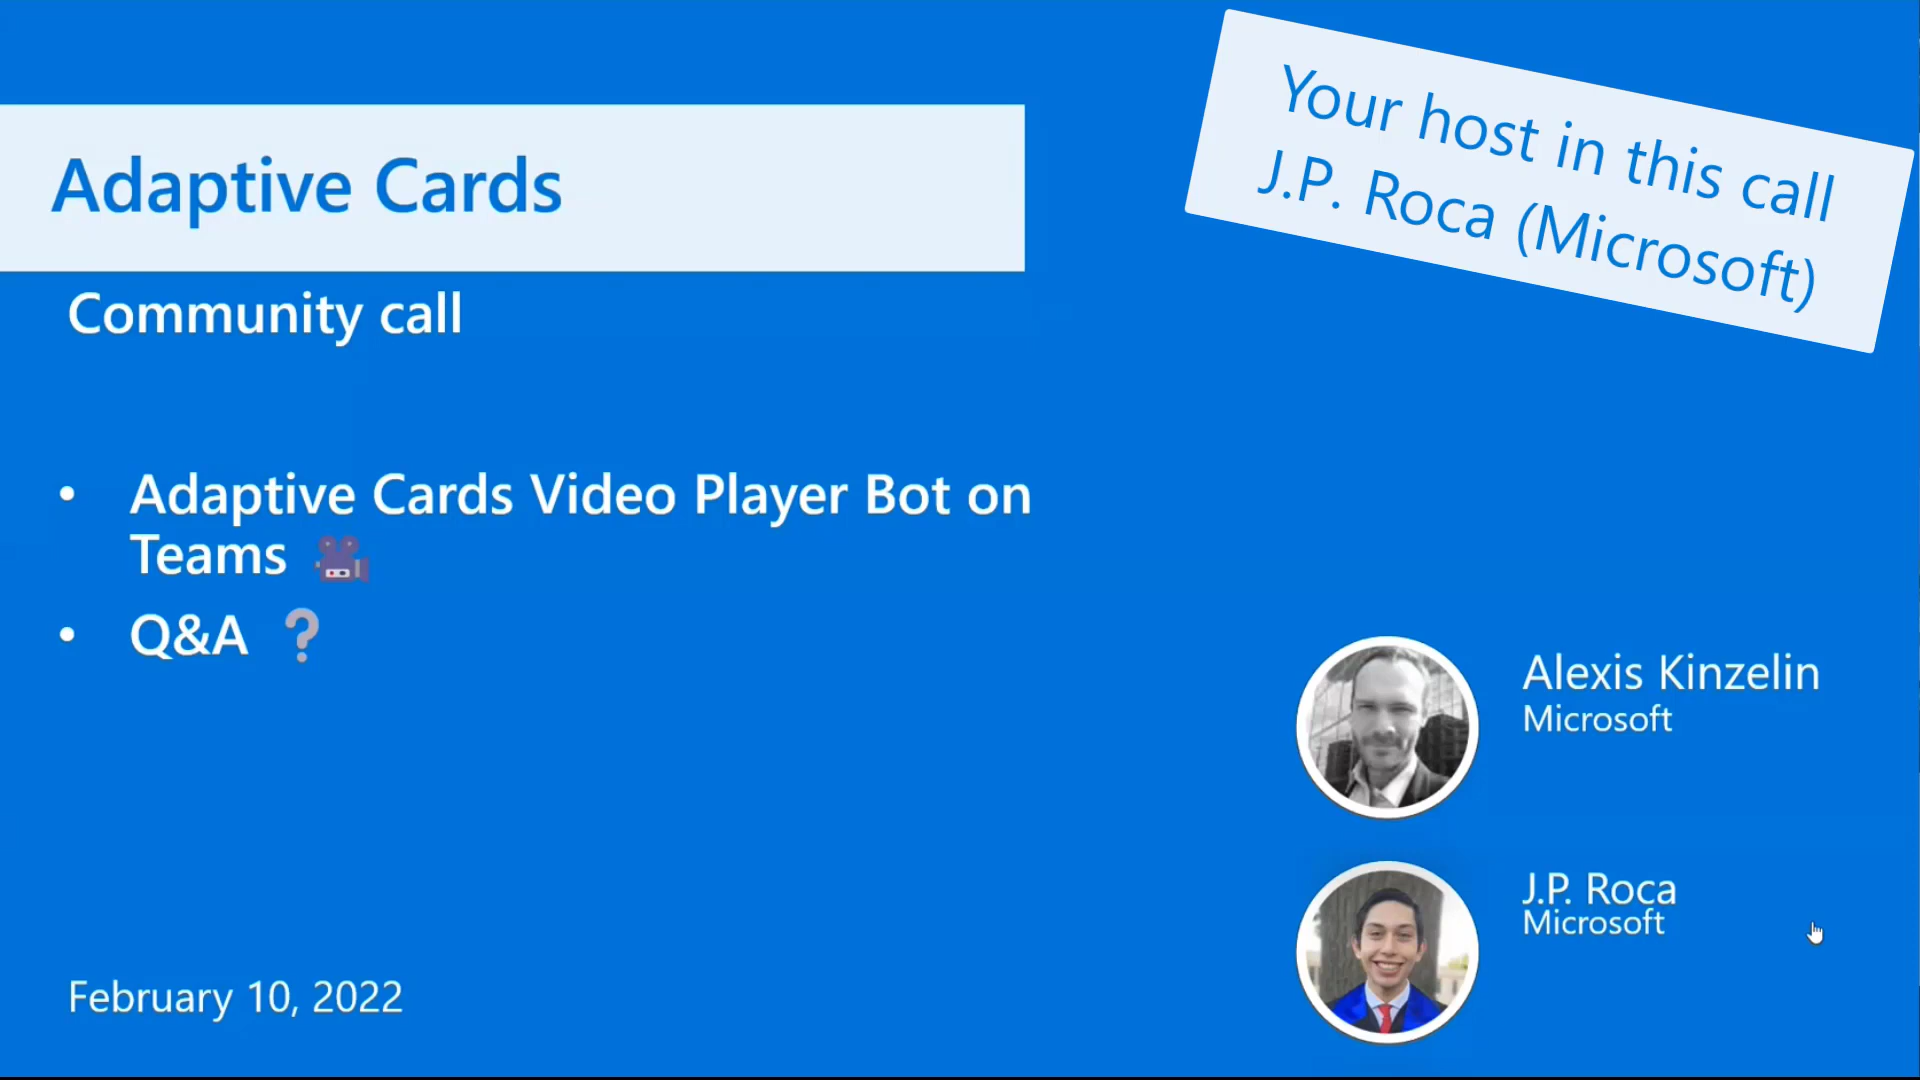 Your host in this call
J.P. Roca (Microsoft)
Adaptive Cards
Community call
• Adaptive Cards Video Player Bot on
Teams
• Q&A ❔
Alexis Kinzelin
Microsoft
J.P. Roca
Microsoft
February 10, 2022